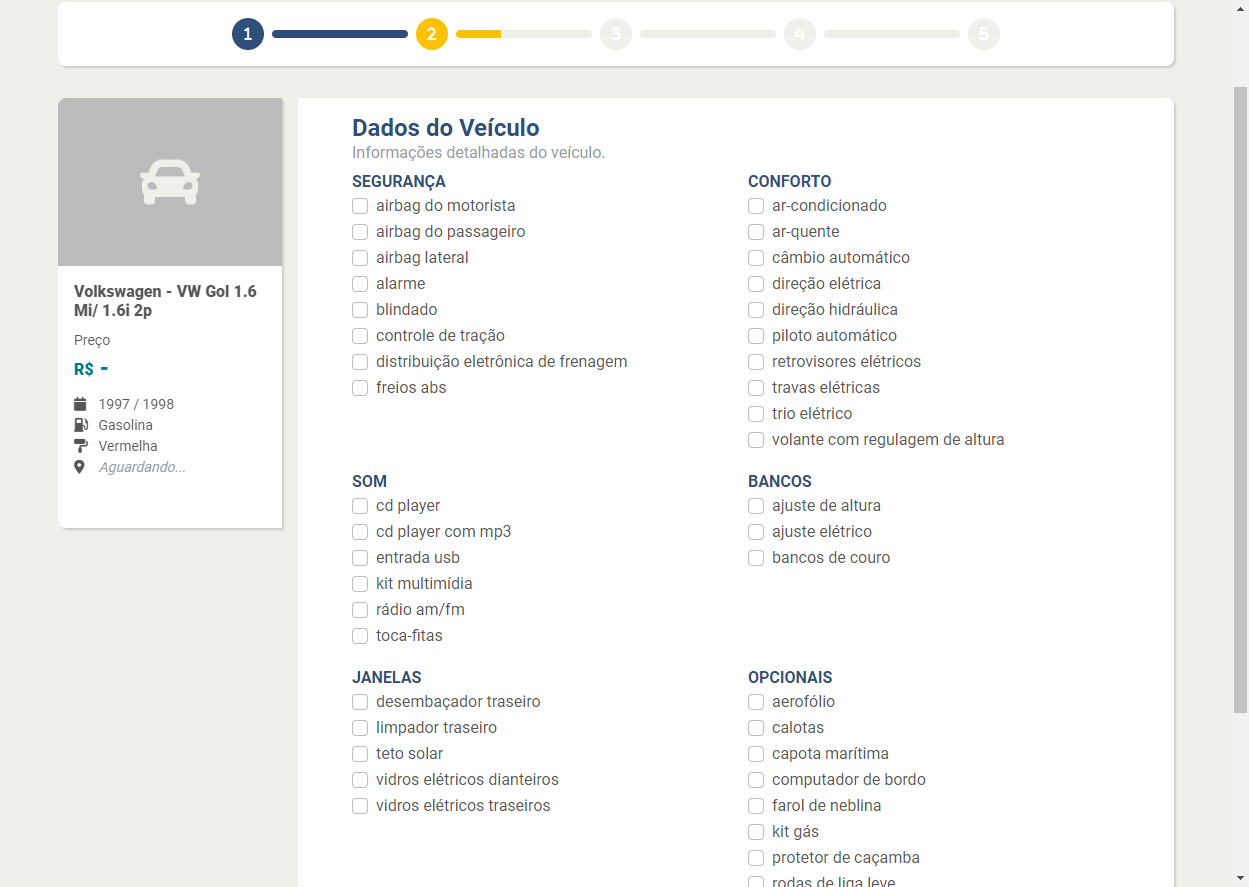 1 2 3 4 5
Volkswagen - VW Gol 1.6
Mi/ 1.6i 2p
Preço
R$ -
1997 / 1998
Gasolina
Vermelha
Aguardando...
Dados do Veículo
Informações detalhadas do veículo.
SEGURANÇA
airbag do motorista
airbag do passageiro
airbag lateral
alarme
blindado
controle de tração
distribuição eletrônica de frenagem
freios abs
CONFORTO
ar-condicionado
ar-quente
câmbio automático
direção elétrica
direção hidráulica
piloto automático
retrovisores elétricos
travas elétricas
trio elétrico
volante com regulagem de altura
SOM
cd player
cd player com mp3
entrada usb
kit multimídia
rádio am/fm
toca-fitas
BANCOS
ajuste de altura
ajuste elétrico
bancos de couro
JANELAS
desembaçador traseiro
limpador traseiro
teto solar
vidros elétricos dianteiros
vidros elétricos traseiros
OPCIONAIS
aerofólio
calotas
capota marítima
computador de bordo
farol de neblina
kit gás
protetor de caçamba
rodas de liga leve